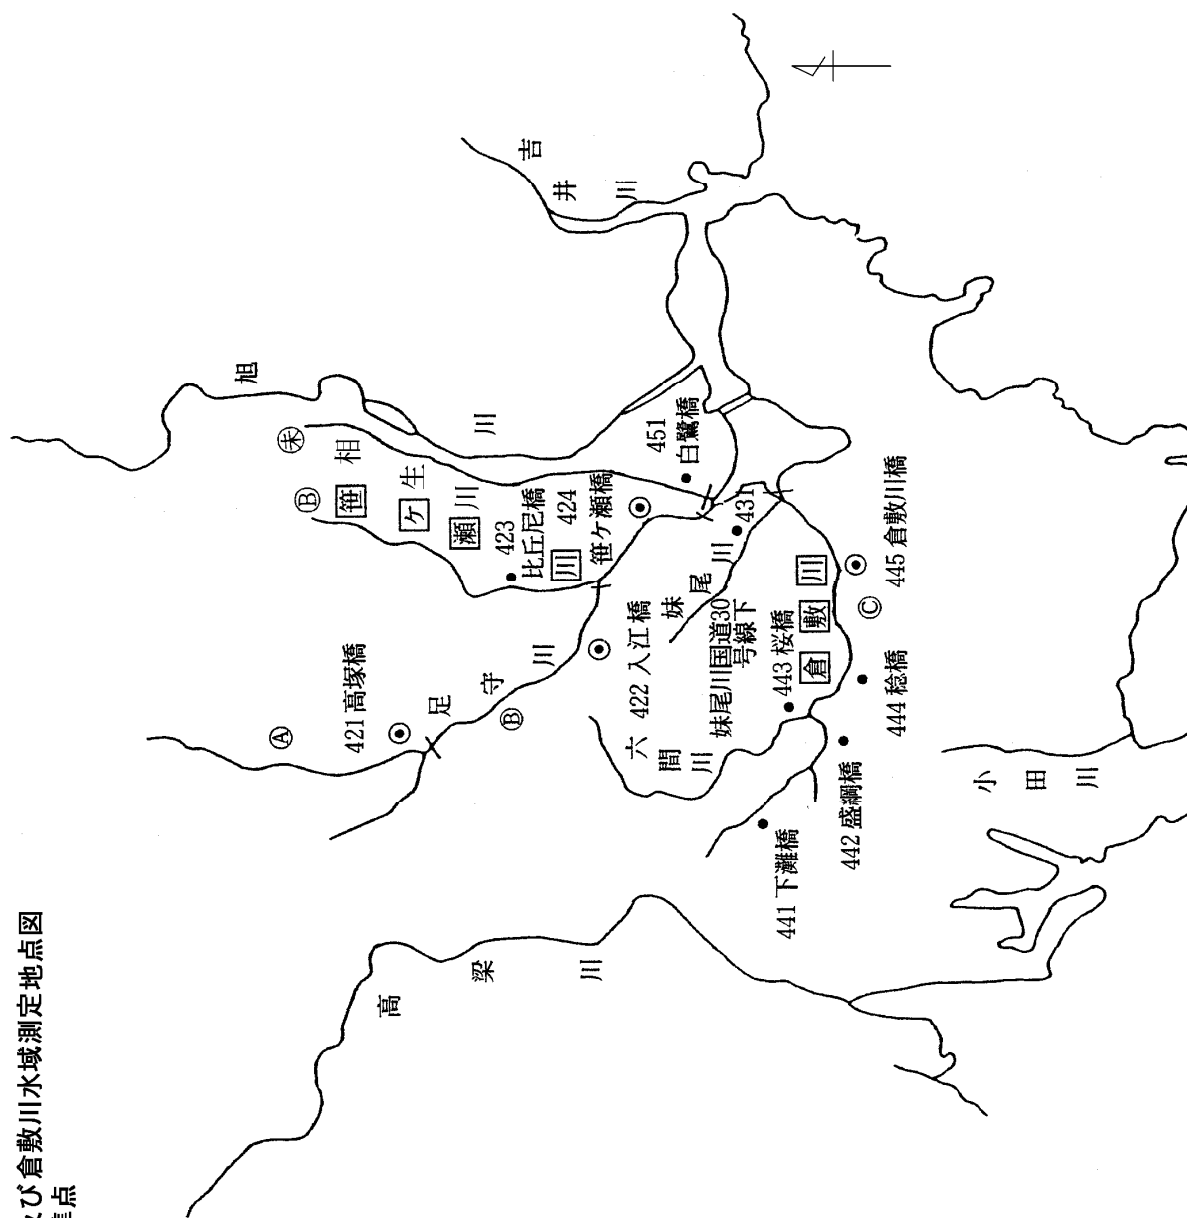 び倉敷川水域測定地点図
点
旭
川
吉
井
川
未
相
生
川
B
笹
ケ
瀬
川
423
比丘尼橋
424
笹ケ瀬橋
451
白鷺橋
A
421 高塚橋
足
守
川
B
422 入江橋
妹
尾
川
431
妹尾川国道30
号線下
六
間
川
443 桜橋
倉
敷
川
C
445 倉敷川橋
444 稔橋
442 盛綱橋
441 下灘橋
小
田
川
高
梁
川